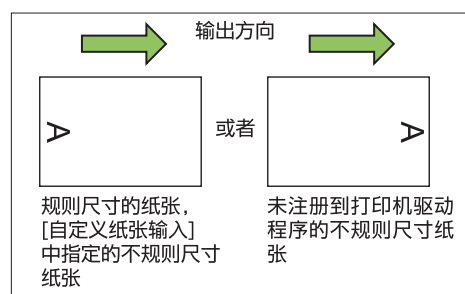 输出方向
A
或者
A
规则尺寸的纸张，
[自定义纸张输入]
中指定的不规则尺寸
纸张
未注册到打印机驱动
程序的不规则尺寸纸
张